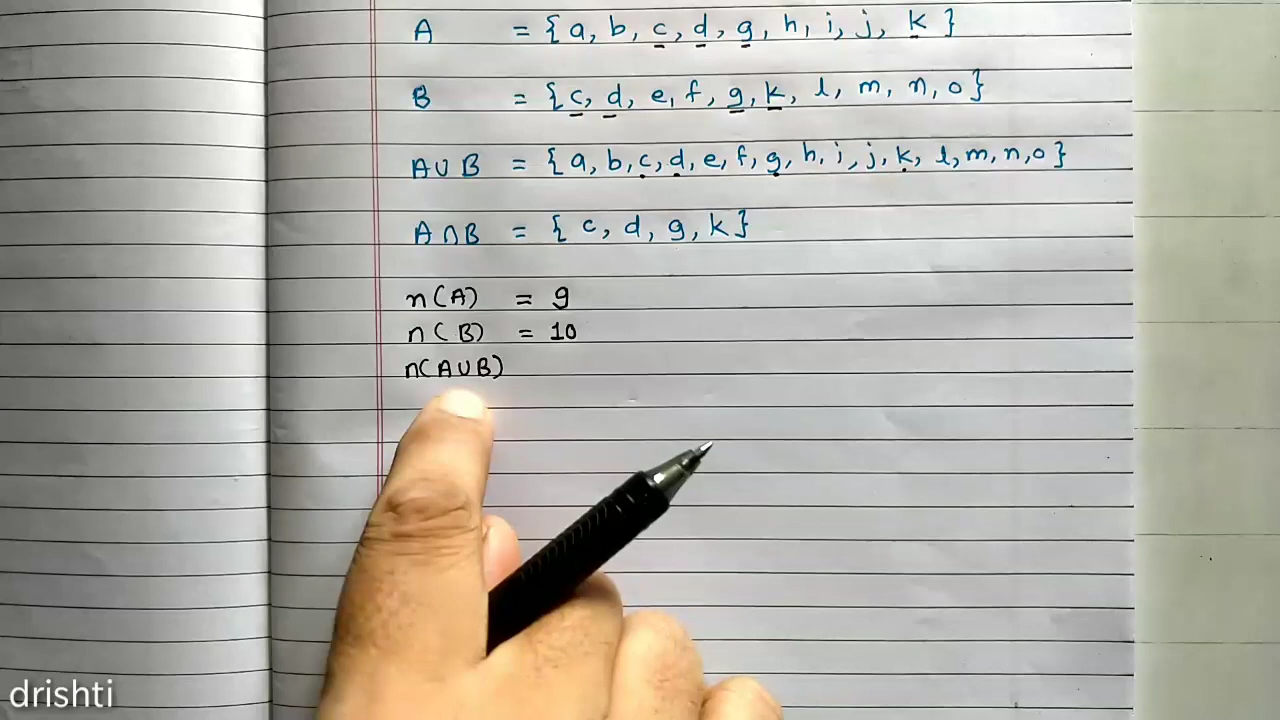 A = {a, b, c, d, g, h, i, j, k}
B = {c, d, e, f, g, k, l, m, n, o}
A∪B = {a, b, c, d, e, f, g, h, i, j, k, l, m, n, o}
A∩B = {c, d, g, k}
n(A) = 9
n(B) = 10
n(A∪B)
drishti